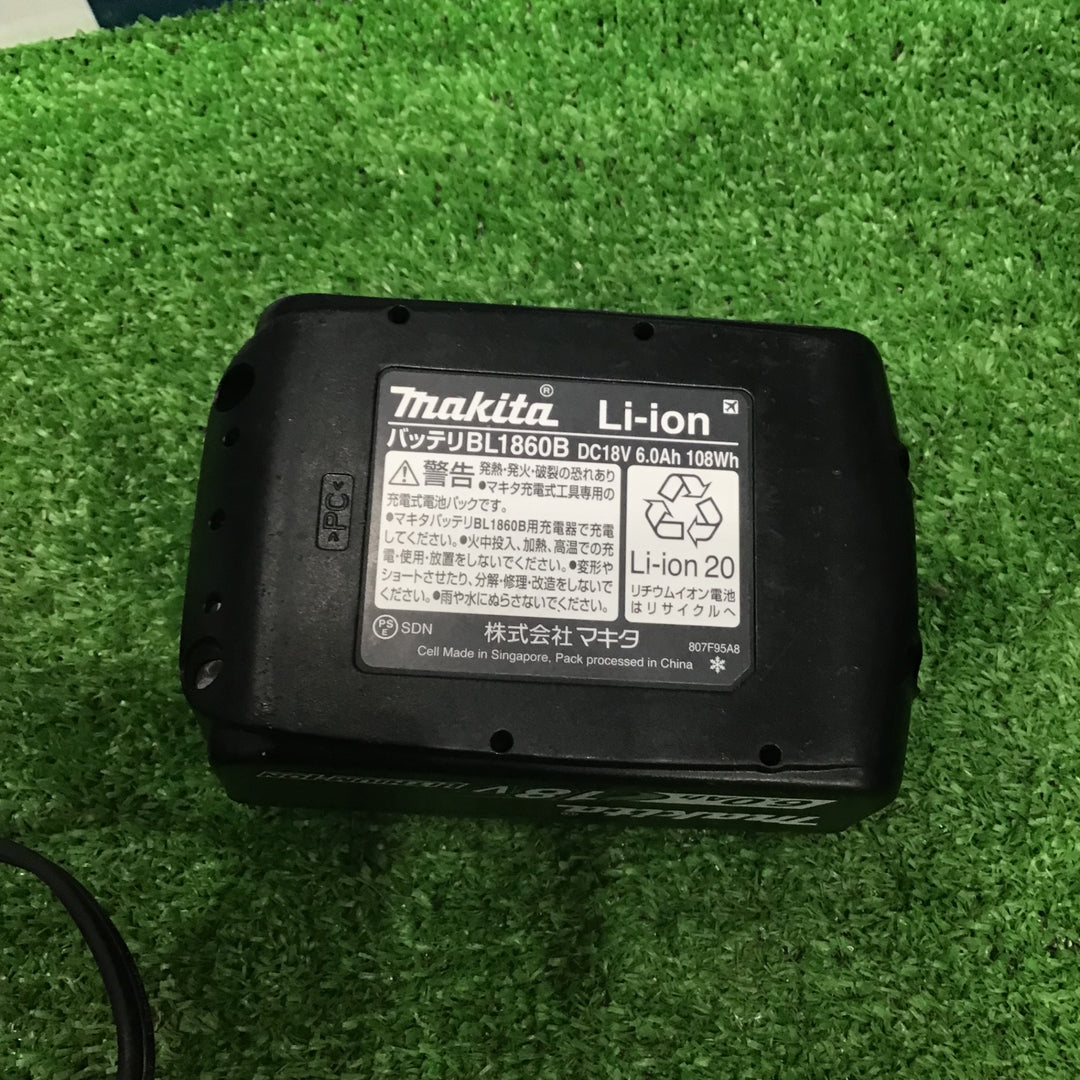 makita® Li-ion
バッテリBL1860B DC18V 6.0Ah 108Wh
警告 発熱・発火・破裂の恐れあり
●マキタ充電式工具専用の
充電式電池パックです。
●マキタバッテリBL1860B用充電器で充電
してください。●火中投入、加熱、高温での充
電・使用・放置をしないでください。●変形や
ショートさせたり、分解・修理・改造をしないで
ください。●雨や水にぬらさないでください。
Li-ion 20
リチウムイオン電池
はリサイクルへ
PS
E SDN 株式会社マキタ
807F95A8
Cell Made in Singapore, Pack processed in China
>PC<
makita
18V